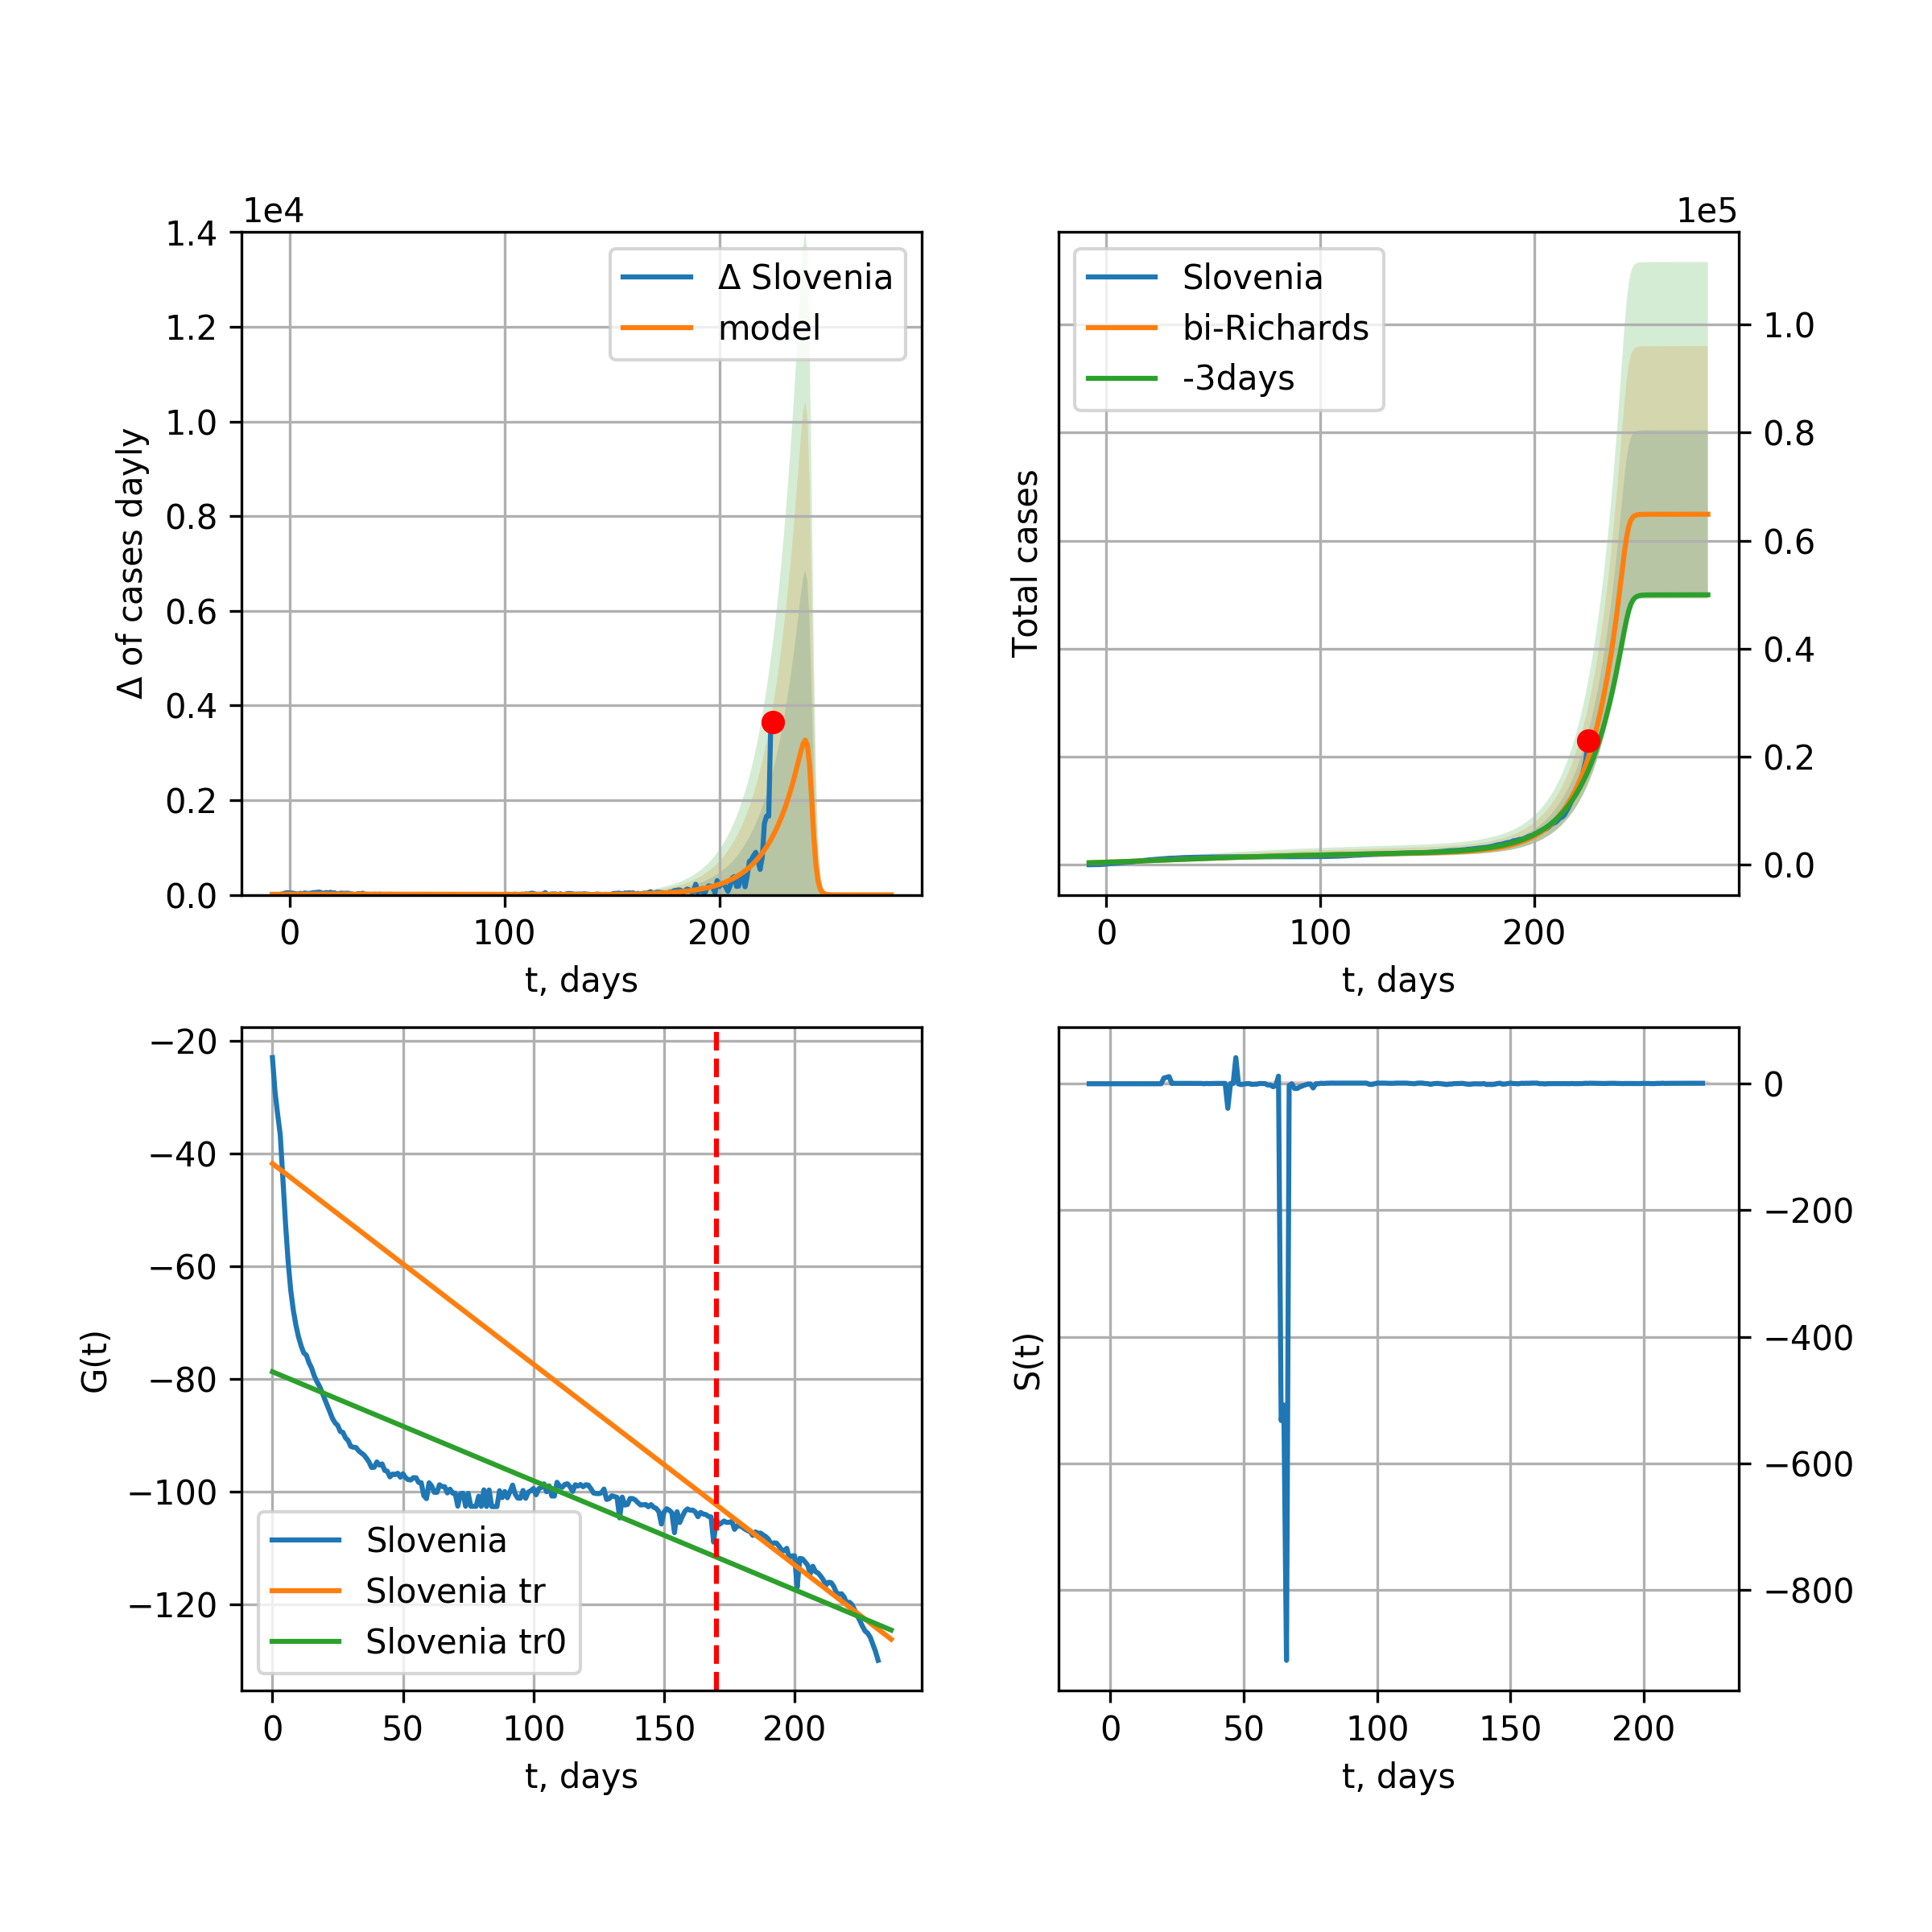 1e4
1.4
1.2
1.0
0.8
0.6
0.4
0.2
0.0
Δ of cases dayly
Δ Slovenia
model
0 100 200
t, days
1e5
Total cases
Slovenia
bi-Richards
-3days
1.0
0.8
0.6
0.4
0.2
0.0
0 100 200
t, days
−20
−40
−60
−80
−100
−120
G(t)
Slovenia
Slovenia tr
Slovenia tr0
0 50 100 150 200
t, days
S(t)
0
−200
−400
−600
−800
0 50 100 150 200
t, days